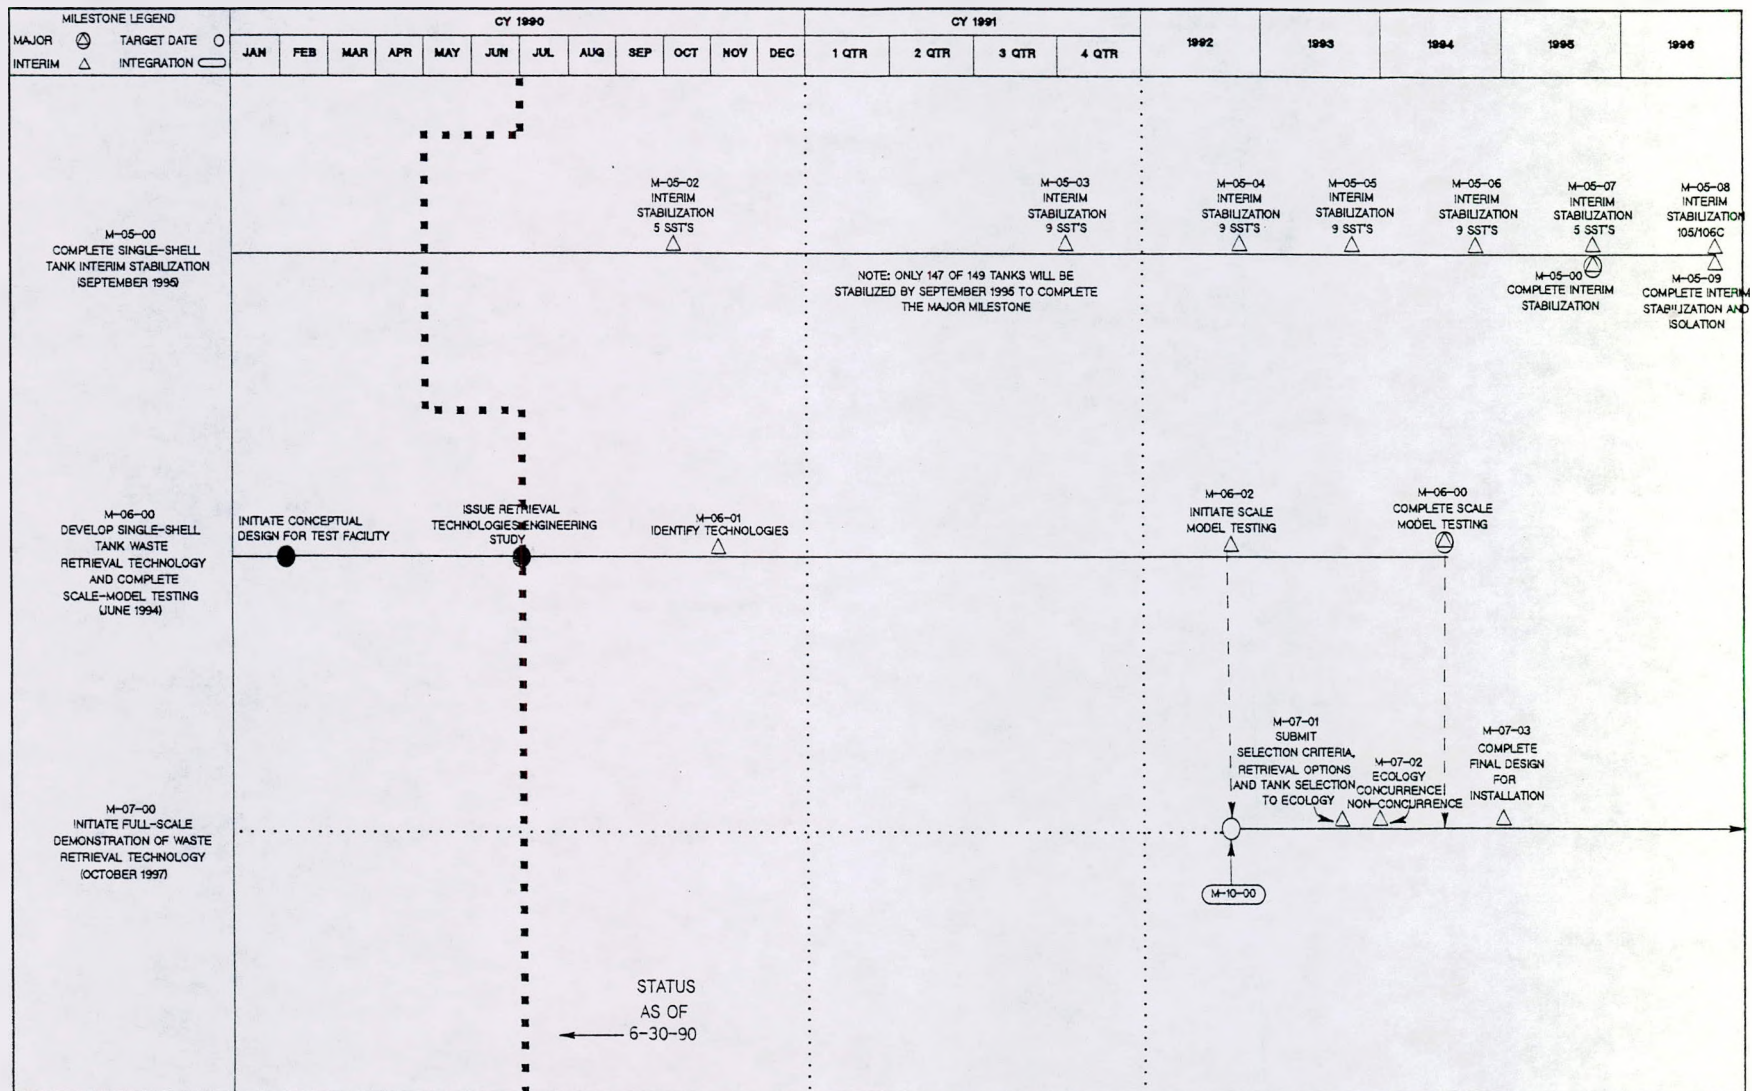 MILESTONE LEGEND
MAJOR TARGET DATE
INTERIM INTEGRATION
CY 1990
JAN FEB MAR APR MAY JUN JUL AUG SEP OCT NOV DEC
CY 1991
1 QTR 2 QTR 3 QTR 4 QTR
1992 1993 1994 1995 1996
M-05-00
COMPLETE SINGLE-SHELL
TANK INTERIM STABILIZATION
(SEPTEMBER 1995)
M-05-02
INTERIM
STABILIZATION
5 SST'S
M-05-03
INTERIM
STABILIZATION
9 SST'S
M-05-04
INTERIM
STABILIZATION
9 SST'S
M-05-05
INTERIM
STABILIZATION
9 SST'S
M-05-06
INTERIM
STABILIZATION
9 SST'S
M-05-07
INTERIM
STABILIZATION
5 SST'S
M-05-08
INTERIM
STABILIZATION
105/106C
NOTE: ONLY 147 OF 149 TANKS WILL BE
STABILIZED BY SEPTEMBER 1995 TO COMPLETE
THE MAJOR MILESTONE
M-05-00
COMPLETE INTERIM
STABILIZATION
M-05-09
COMPLETE INTERIM
STABILIZATION AND
ISOLATION
M-06-00
DEVELOP SINGLE-SHELL
TANK WASTE
RETRIEVAL TECHNOLOGY
AND COMPLETE
SCALE-MODEL TESTING
(JUNE 1994)
INITIATE CONCEPTUAL
DESIGN FOR TEST FACILITY
ISSUE RETRIEVAL
TECHNOLOGIES ENGINEERING
STUDY
M-06-01
IDENTIFY TECHNOLOGIES
M-06-02
INITIATE SCALE
MODEL TESTING
M-06-00
COMPLETE SCALE
MODEL TESTING
M-07-00
INITIATE FULL-SCALE
DEMONSTRATION OF WASTE
RETRIEVAL TECHNOLOGY
(OCTOBER 1997)
M-07-01
SUBMIT
SELECTION CRITERIA,
RETRIEVAL OPTIONS
AND TANK SELECTION
TO ECOLOGY
M-07-02
ECOLOGY
CONCURRENCE
NON-CONCURRENCE
M-07-03
COMPLETE
FINAL DESIGN
FOR
INSTALLATION
M-10-00
STATUS
AS OF
6-30-90